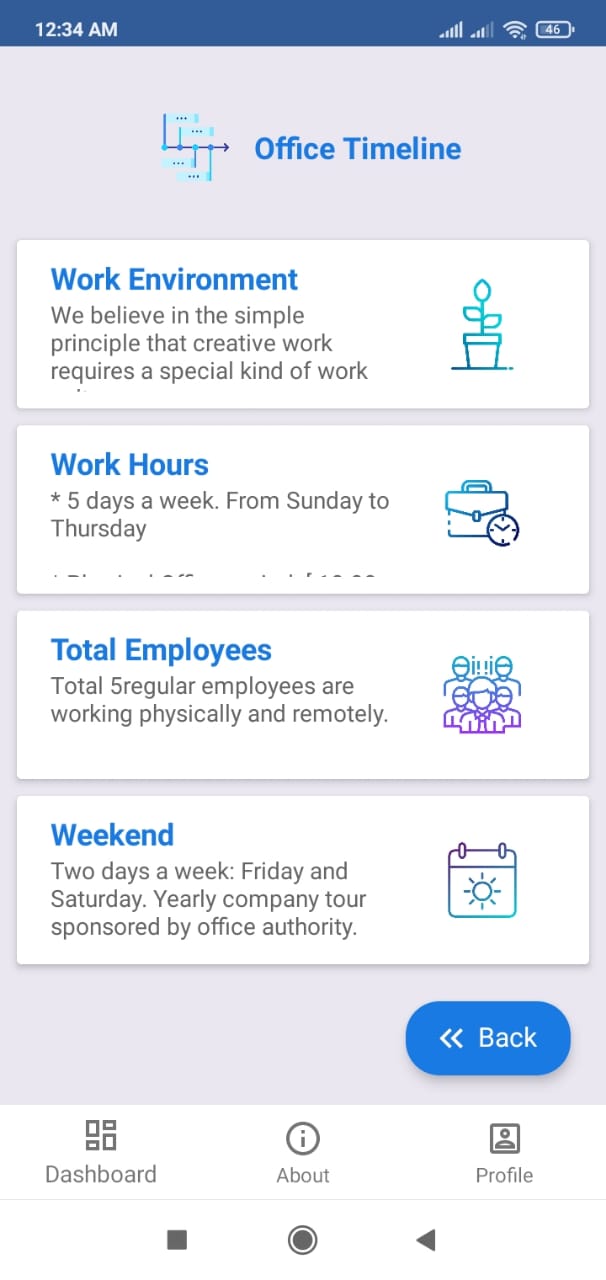 12:34 AM
46
Office Timeline
Work Environment
We believe in the simple
principle that creative work
requires a special kind of work
Work Hours
* 5 days a week. From Sunday to
Thursday
Total Employees
Total 5regular employees are
working physically and remotely.
Weekend
Two days a week: Friday and
Saturday. Yearly company tour
sponsored by office authority.
Back
Dashboard
About
Profile